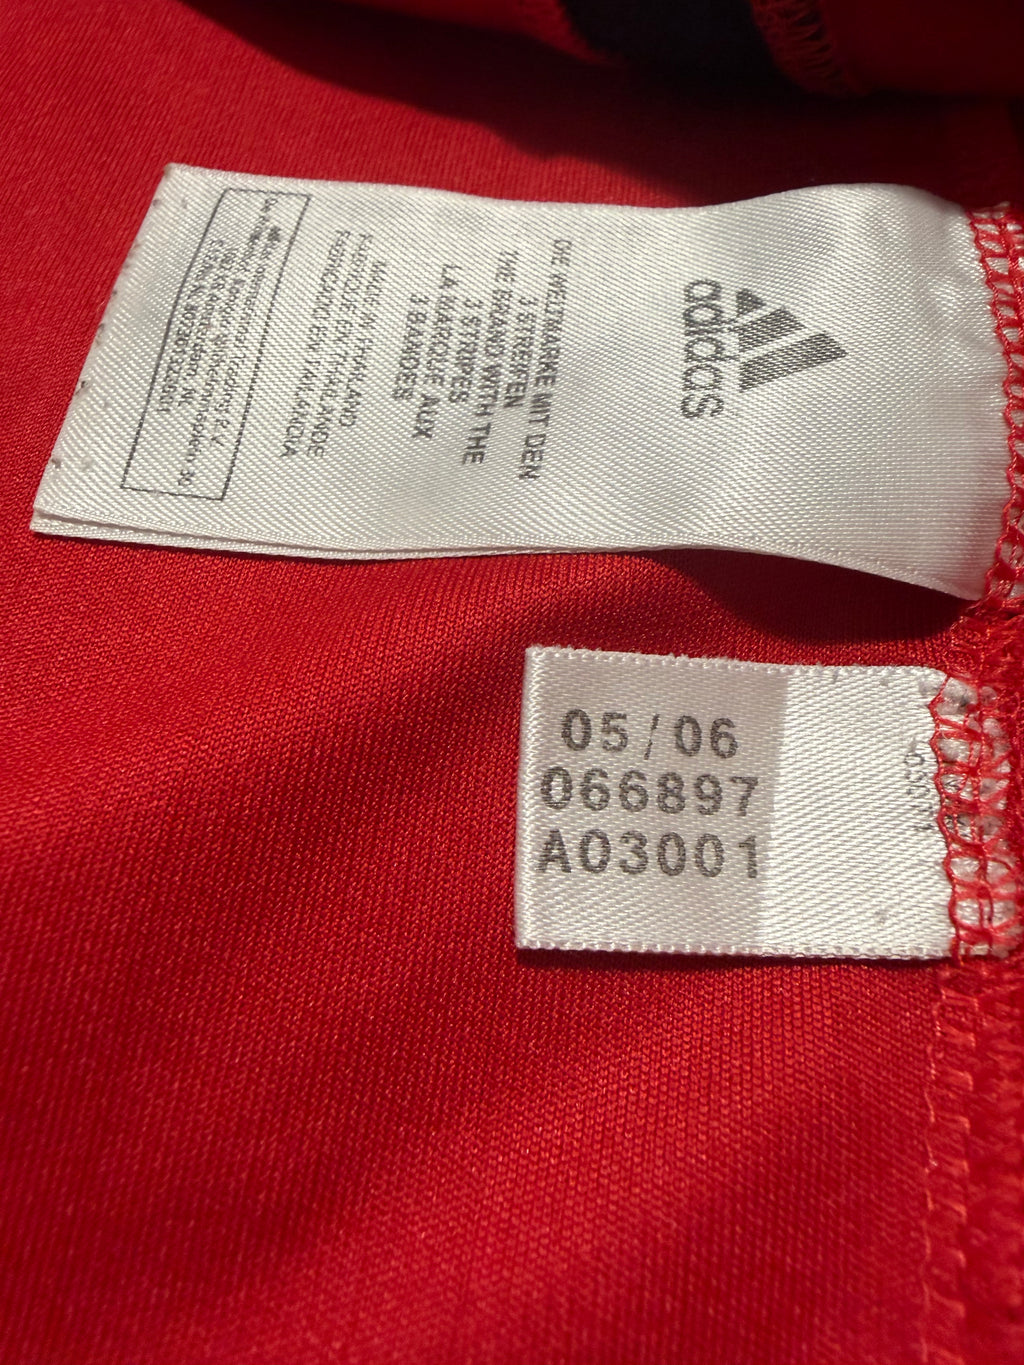 adidas
DIE WELTMARKE MIT DEN
3 STREIFEN
THE BRAND WITH THE
3 STRIPES
LA MARQUE AUX
3 BANDES
MADE IN THAILAND
FABRIQUE EN THAILANDE
FABRICADO EN TAILANDIA
05/06
066897
A03001